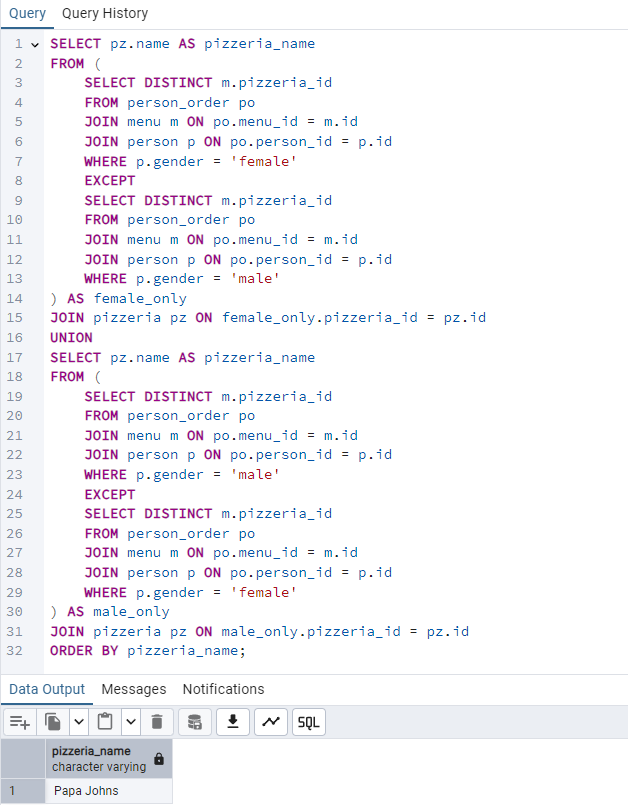 Query Query History
1 SELECT pz.name AS pizzeria_name
2 FROM (
3 SELECT DISTINCT m.pizzeria_id
4 FROM person_order po
5 JOIN menu m ON po.menu_id = m.id
6 JOIN person p ON po.person_id = p.id
7 WHERE p.gender = 'female'
8 EXCEPT
9 SELECT DISTINCT m.pizzeria_id
10 FROM person_order po
11 JOIN menu m ON po.menu_id = m.id
12 JOIN person p ON po.person_id = p.id
13 WHERE p.gender = 'male'
14 ) AS female_only
15 JOIN pizzeria pz ON female_only.pizzeria_id = pz.id
16 UNION
17 SELECT pz.name AS pizzeria_name
18 FROM (
19 SELECT DISTINCT m.pizzeria_id
20 FROM person_order po
21 JOIN menu m ON po.menu_id = m.id
22 JOIN person p ON po.person_id = p.id
23 WHERE p.gender = 'male'
24 EXCEPT
25 SELECT DISTINCT m.pizzeria_id
26 FROM person_order po
27 JOIN menu m ON po.menu_id = m.id
28 JOIN person p ON po.person_id = p.id
29 WHERE p.gender = 'female'
30 ) AS male_only
31 JOIN pizzeria pz ON male_only.pizzeria_id = pz.id
32 ORDER BY pizzeria_name;
Data Output Messages Notifications
SQL
pizzeria_name
character varying
1 Papa Johns